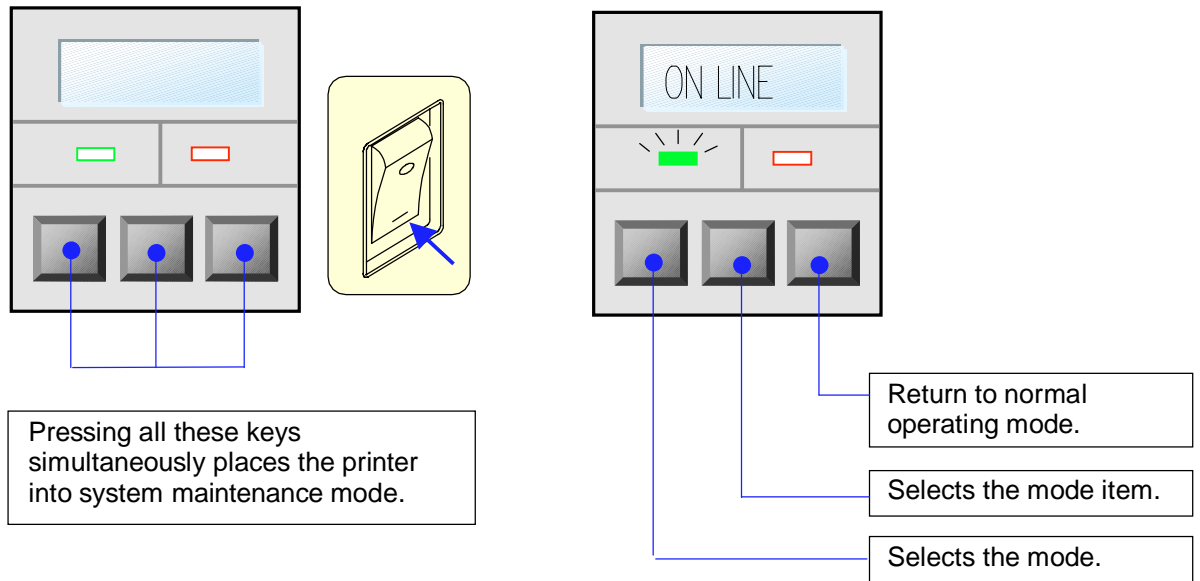 ON LINE
Pressing all these keys
simultaneously places the printer
into system maintenance mode.
Return to normal
operating mode.
Selects the mode item.
Selects the mode.